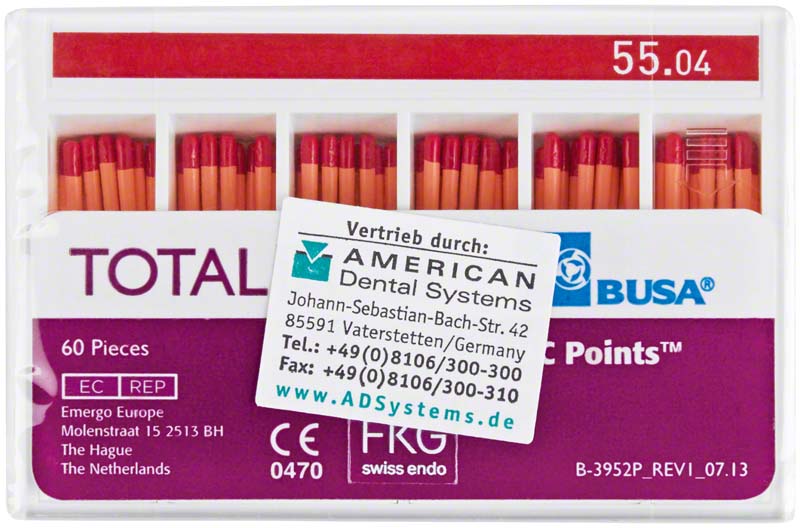 55.04
TOTAL
BUSA®
Vertrieb durch:
AMERICAN
Dental Systems
Johann-Sebastian-Bach-Str. 42
85591 Vaterstetten/Germany
Tel.: +49(0)8106/300-300
Fax: +49(0)8106/300-310
www.ADSystems.de
60 Pieces
C Points™
EC REP
Emergo Europe
Molenstraat 15 2513 BH
The Hague
The Netherlands
CE
0470
FKG
swiss endo
B-3952P_REV1_07.13